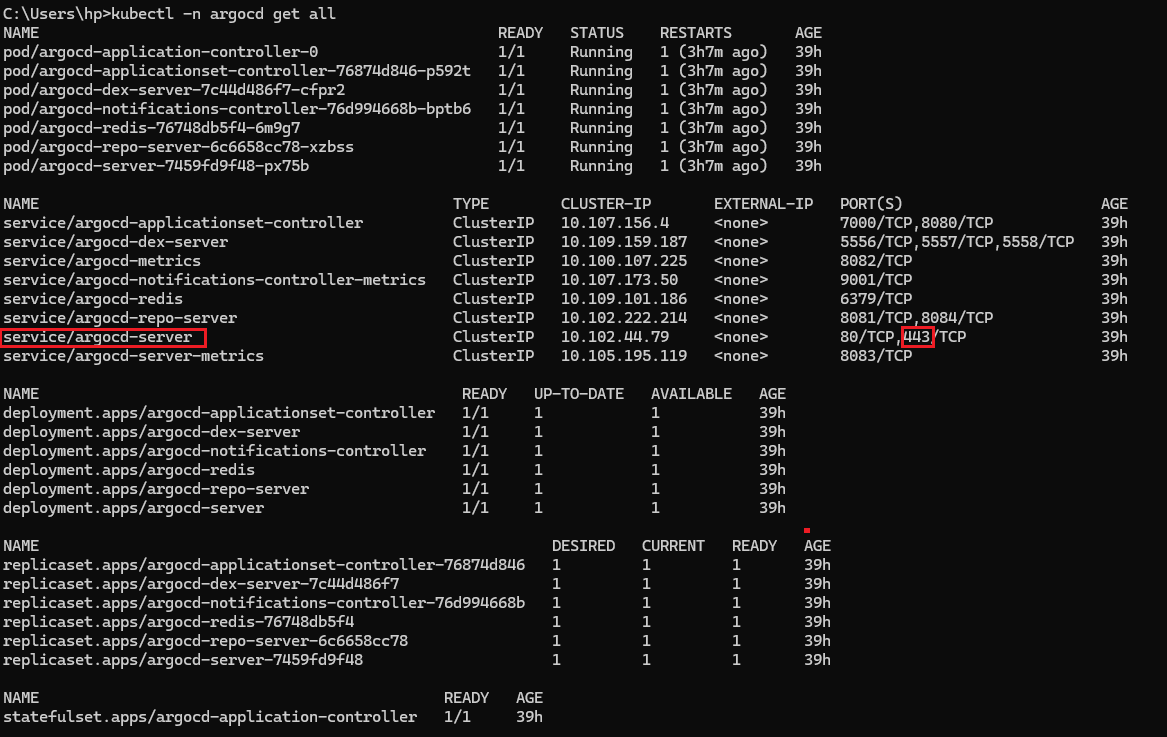 C:\Users\hp>kubectl -n argocd get all
NAME READY STATUS RESTARTS AGE
pod/argocd-application-controller-0 1/1 Running 1 (3h7m ago) 39h
pod/argocd-applicationset-controller-76874d846-p592t 1/1 Running 1 (3h7m ago) 39h
pod/argocd-dex-server-7c44d486f7-cfpr2 1/1 Running 1 (3h7m ago) 39h
pod/argocd-notifications-controller-76d994668b-bptb6 1/1 Running 1 (3h7m ago) 39h
pod/argocd-redis-76748db5f4-6m9g7 1/1 Running 1 (3h7m ago) 39h
pod/argocd-repo-server-6c6658cc78-xzbss 1/1 Running 1 (3h7m ago) 39h
pod/argocd-server-7459fd9f48-px75b 1/1 Running 1 (3h7m ago) 39h
NAME TYPE CLUSTER-IP EXTERNAL-IP PORT(S) AGE
service/argocd-applicationset-controller ClusterIP 10.107.156.4 <none> 7000/TCP,8080/TCP 39h
service/argocd-dex-server ClusterIP 10.109.159.187 <none> 5556/TCP,5557/TCP,5558/TCP 39h
service/argocd-metrics ClusterIP 10.100.107.225 <none> 8082/TCP 39h
service/argocd-notifications-controller-metrics ClusterIP 10.107.173.50 <none> 9001/TCP 39h
service/argocd-redis ClusterIP 10.109.101.186 <none> 6379/TCP 39h
service/argocd-repo-server ClusterIP 10.102.222.214 <none> 8081/TCP,8084/TCP 39h
service/argocd-server ClusterIP 10.102.44.79 <none> 80/TCP,443/TCP 39h
service/argocd-server-metrics ClusterIP 10.105.195.119 <none> 8083/TCP 39h
NAME READY UP-TO-DATE AVAILABLE AGE
deployment.apps/argocd-applicationset-controller 1/1 1 1 39h
deployment.apps/argocd-dex-server 1/1 1 1 39h
deployment.apps/argocd-notifications-controller 1/1 1 1 39h
deployment.apps/argocd-redis 1/1 1 1 39h
deployment.apps/argocd-repo-server 1/1 1 1 39h
deployment.apps/argocd-server 1/1 1 1 39h
NAME DESIRED CURRENT READY AGE
replicaset.apps/argocd-applicationset-controller-76874d846 1 1 1 39h
replicaset.apps/argocd-dex-server-7c44d486f7 1 1 1 39h
replicaset.apps/argocd-notifications-controller-76d994668b 1 1 1 39h
replicaset.apps/argocd-redis-76748db5f4 1 1 1 39h
replicaset.apps/argocd-repo-server-6c6658cc78 1 1 1 39h
replicaset.apps/argocd-server-7459fd9f48 1 1 1 39h
NAME READY AGE
statefulset.apps/argocd-application-controller 1/1 39h